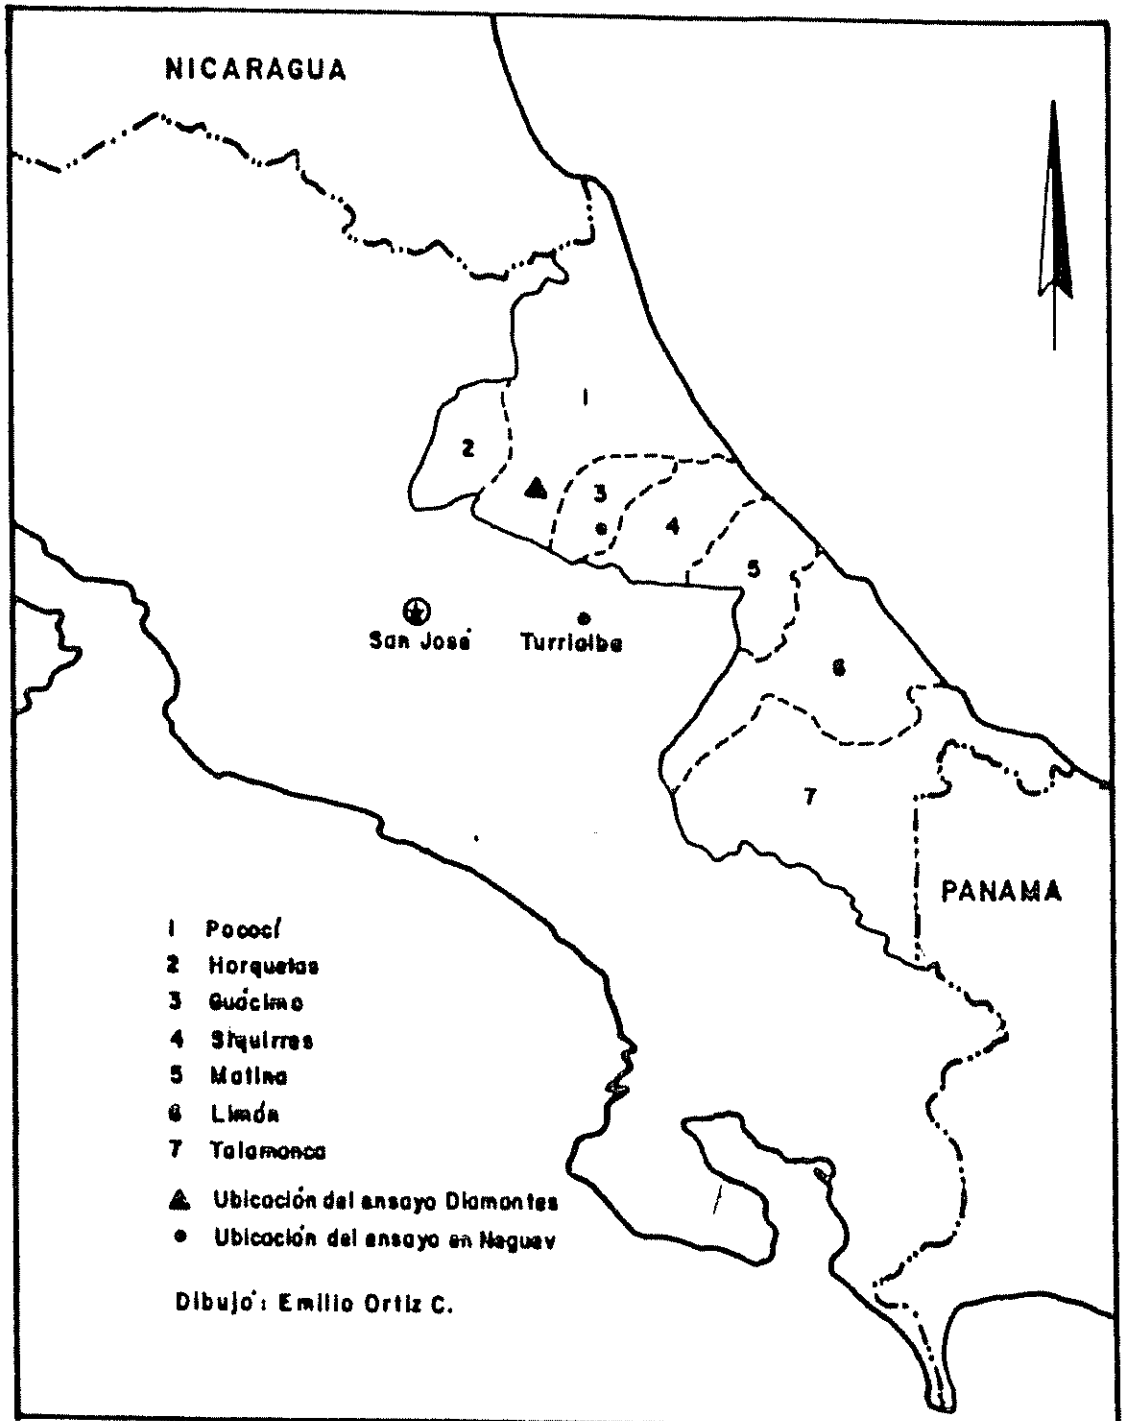 NICARAGUA
1
2
3
4
5
San José
Turrialba
6
7
PANAMA
1 Pococí
2 Horquetas
3 Guácimo
4 Siquirres
5 Matina
6 Limón
7 Talamanca
Ubicación del ensayo Diamantes
Ubicación del ensayo en Neguev
Dibujó: Emilio Ortiz C.